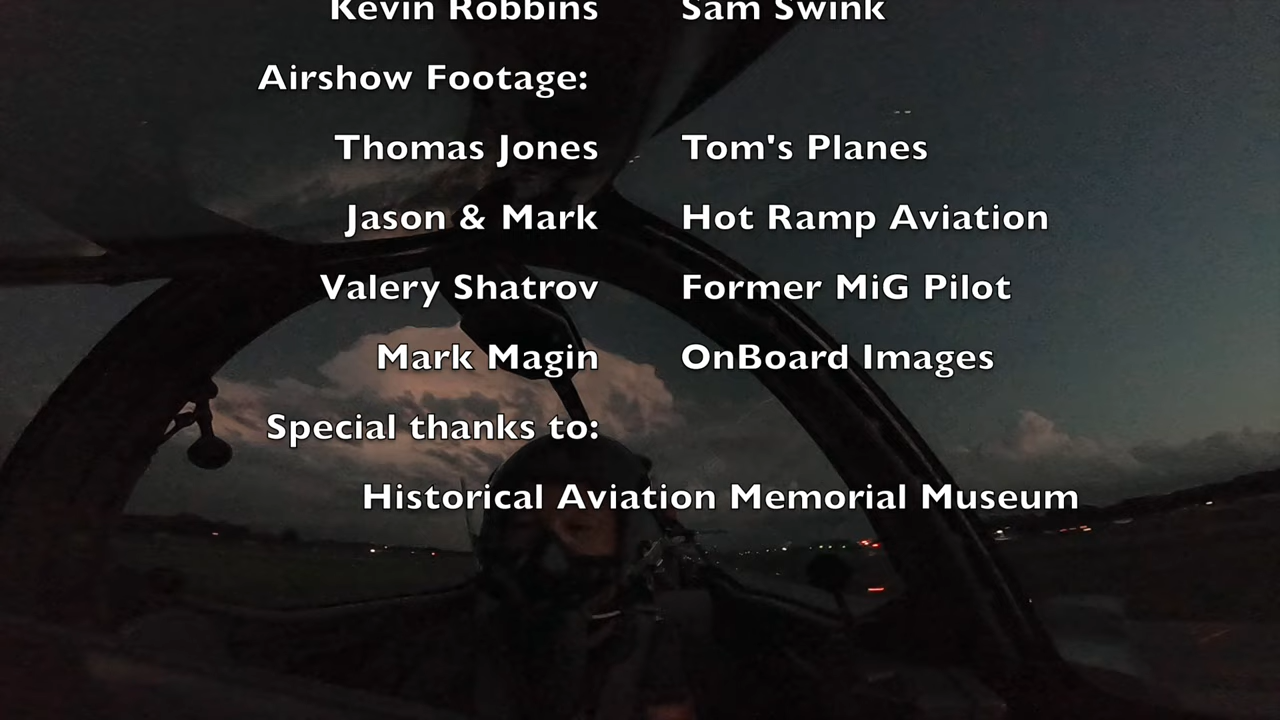 Kevin Robbins Sam Swink
Airshow Footage:
Thomas Jones Tom's Planes
Jason & Mark Hot Ramp Aviation
Valery Shatrov Former MiG Pilot
Mark Magin OnBoard Images
Special thanks to:
Historical Aviation Memorial Museum